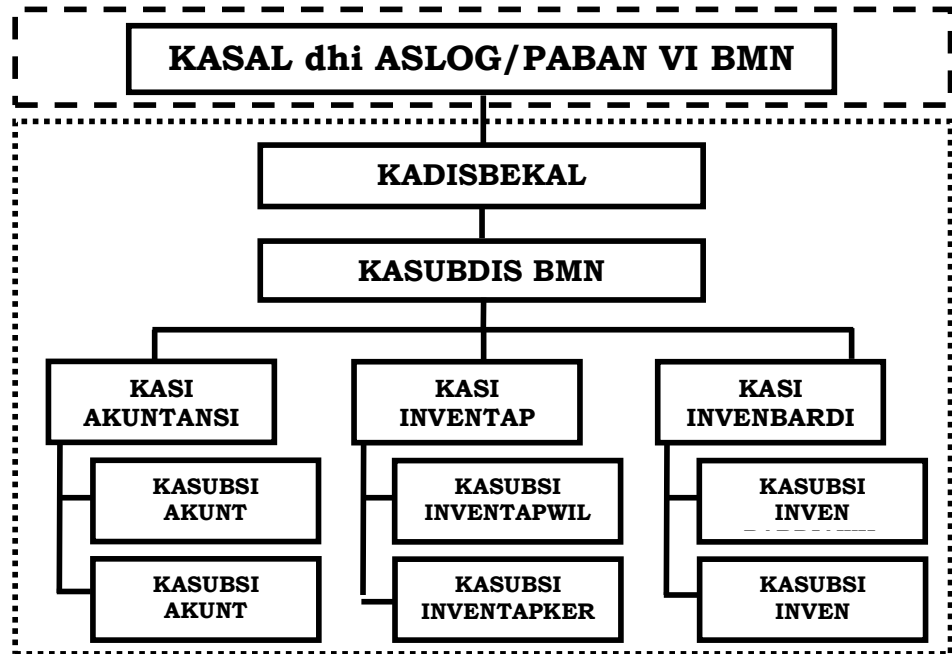 KASAL dhi ASLOG/PABAN VI BMN
KADISBEKAL
KASUBDIS BMN
KASI
AKUNTANSI
KASI
INVENTAP
KASI
INVENBARDI
KASUBSI
AKUNT
KASUBSI
INVENTAPWIL
KASUBSI
INVEN
KASUBSI
AKUNT
KASUBSI
INVENTAPKER
KASUBSI
INVEN